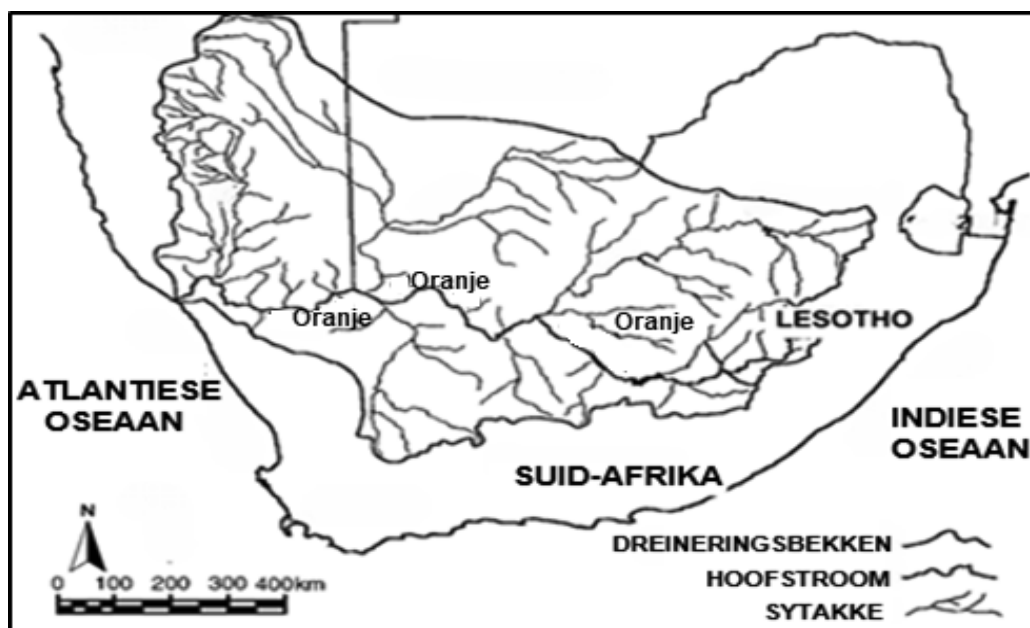 Oranje
Oranje
Oranje
LESOTHO
ATLANTIESE
OSEAAN
INDIESE
OSEAAN
SUID-AFRIKA
N
0 100 200 300 400km
DREINERINGSBEKKEN
HOOFSTROOM
SYTAKKE